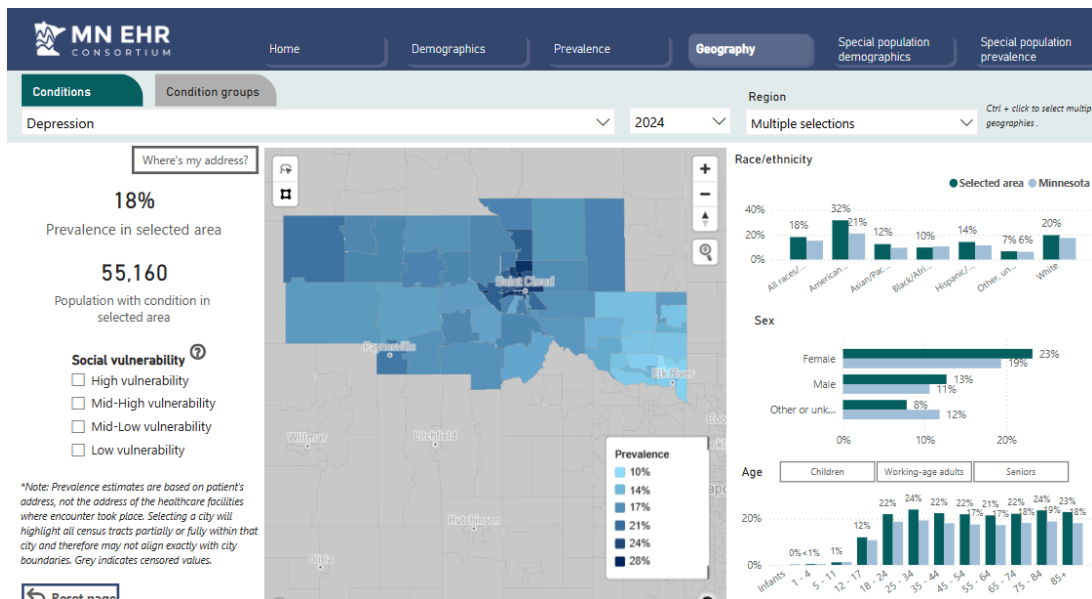 MN EHR
CONSORTIUM
Home
Demographics
Prevalence
Geography
Special population
demographics
Special population
prevalence
Conditions
Condition groups
Depression
2024
Region
Multiple selections
Ctrl + click to select multip
geographies .
Where's my address?
18%
Prevalence in selected area
55,160
Population with condition in
selected area
Social vulnerability ?
High vulnerability
Mid-High vulnerability
Mid-Low vulnerability
Low vulnerability
*Note: Prevalence estimates are based on patient's
address, not the address of the healthcare facilities
where encounter took place. Selecting a city will
highlight all census tracts partially or fully within that
city and therefore may not align exactly with city
boundaries. Grey indicates censored values.
Reset page
Saint Cloud
Paynesville
Elk River
Willmar
Litchfield
Hutchinson
Olivia
Prevalence
10%
14%
17%
21%
24%
28%
Race/ethnicity
Selected area Minnesota
40%
20%
0%
18%
32%
21%
12%
10%
14%
7% 6%
20%
All races/...
American...
Asian/Pac...
Black/Afri...
Hispanic/...
Other, un...
White
Sex
Female
23%
19%
Male
13%
11%
Other or unk...
8%
12%
0% 10% 20%
Age
Children
Working-age adults
Seniors
20%
0%
0% <1% 1% 12% 22% 24% 22% 22% 17% 21% 17% 22% 18% 24% 19% 23% 18%
Infants
1 - 4
5 - 11
12 - 17
18 - 24
25 - 34
35 - 44
45 - 54
55 - 64
65 - 74
75 - 84
85+